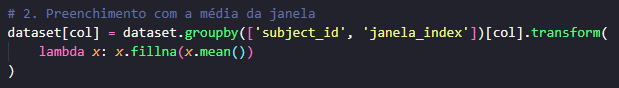 # 2. Preenchimento com a média da janela
dataset[col] = dataset.groupby(['subject_id', 'janela_index'])[col].transform(
    lambda x: x.fillna(x.mean())
)